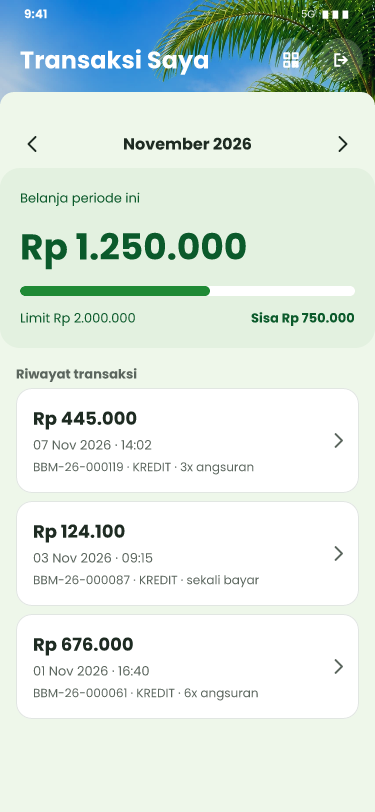 9:41
5G
Transaksi Saya
November 2026
Belanja periode ini
Rp 1.250.000
Limit Rp 2.000.000
Sisa Rp 750.000
Riwayat transaksi
Rp 445.000
07 Nov 2026 · 14:02
BBM-26-000119 · KREDIT · 3x angsuran
Rp 124.100
03 Nov 2026 · 09:15
BBM-26-000087 · KREDIT · sekali bayar
Rp 676.000
01 Nov 2026 · 16:40
BBM-26-000061 · KREDIT · 6x angsuran